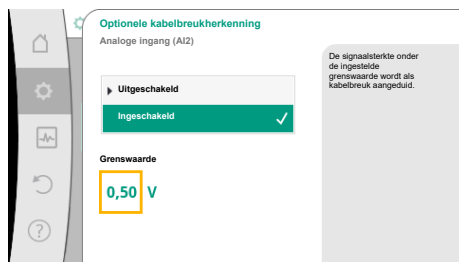 Optionele kabelbreukherkenning
Analoge ingang (AI2)
Uitgeschakeld
Ingeschakeld
Grenswaarde
0,50 V
De signaalsterkte onder
de ingestelde
grenswaarde wordt als
kabelbreuk aangeduid.
?